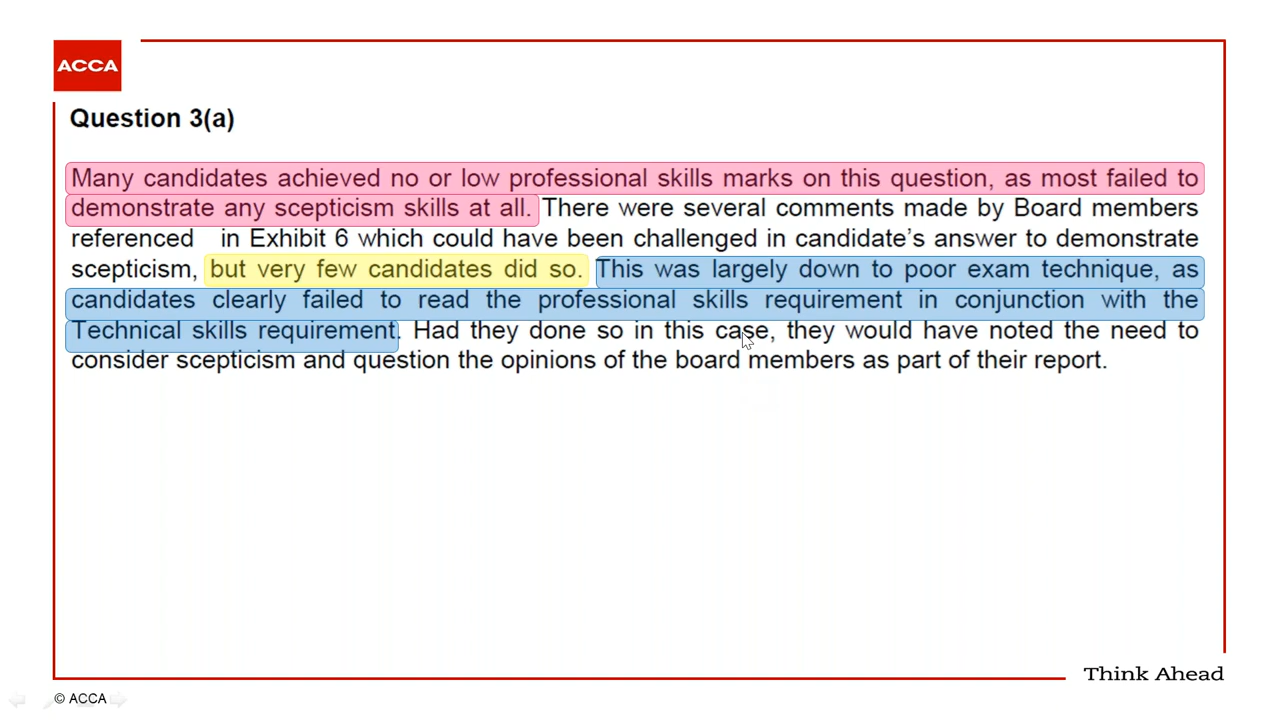 ACCA
Question 3(a)
Many candidates achieved no or low professional skills marks on this question, as most failed to
demonstrate any scepticism skills at all. There were several comments made by Board members
referenced in Exhibit 6 which could have been challenged in candidate's answer to demonstrate
scepticism, but very few candidates did so. This was largely down to poor exam technique, as
candidates clearly failed to read the professional skills requirement in conjunction with the
Technical skills requirement. Had they done so in this case, they would have noted the need to
consider scepticism and question the opinions of the board members as part of their report.
Think Ahead
© ACCA